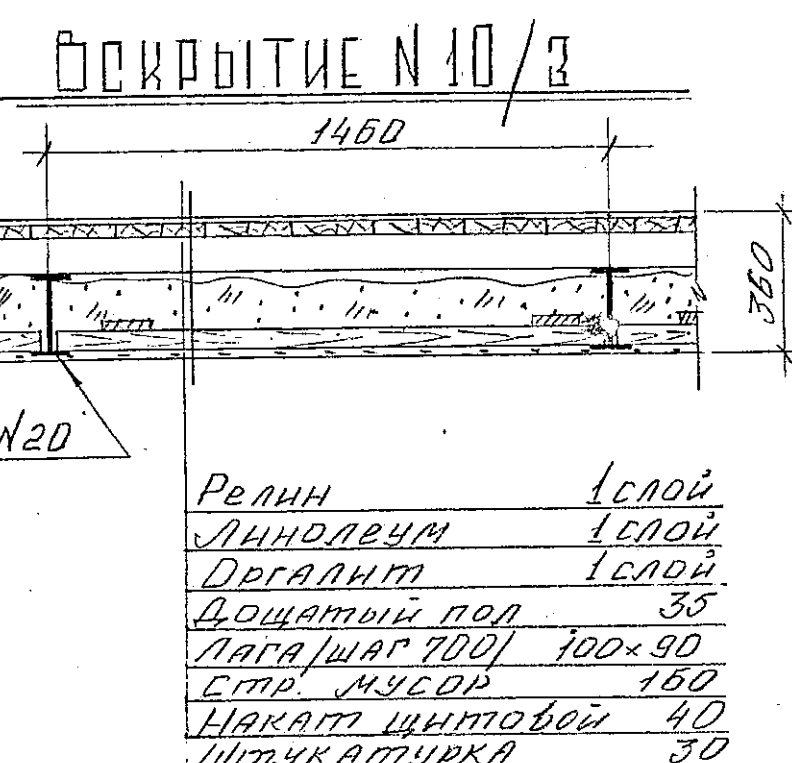 ВСКРЫТИЕ N 10/3
1460
360
N20
Релин 1 слой
Линолеум 1 слой
Оргалит 1 слой
Дощатый пол 35
Лага /шаг 700/ 100×90
Стр. мусор 160
Накат щитовой 40
Штукатурка 30